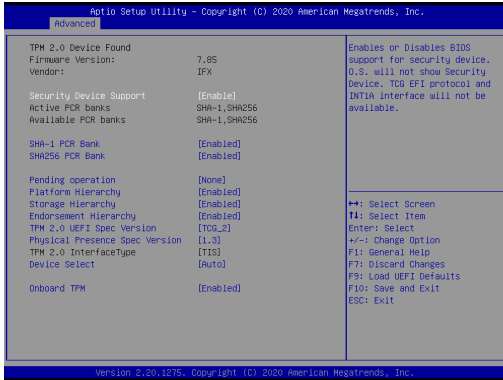 Aptio Setup Utility - Copyright (C) 2020 American Megatrends, Inc.
Advanced
TPM 2.0 Device Found
Firmware Version: 7.85
Vendor: IFX
Security Device Support [Enable]
Active PCR banks SHA-1,SHA256
Available PCR banks SHA-1,SHA256
SHA-1 PCR Bank [Enabled]
SHA256 PCR Bank [Enabled]
Pending operation [None]
Platform Hierarchy [Enabled]
Storage Hierarchy [Enabled]
Endorsement Hierarchy [Enabled]
TPM 2.0 UEFI Spec Version [TCG_2]
Physical Presence Spec Version [1.3]
TPM 2.0 InterfaceType [TIS]
Device Select [Auto]
Onboard TPM [Enabled]
Enables or Disables BIOS
support for security device.
O.S. will not show Security
Device. TCG EFI protocol and
INT1A interface will not be
available.
↔: Select Screen
↑↓: Select Item
Enter: Select
+/-: Change Option
F1: General Help
F7: Discard Changes
F9: Load UEFI Defaults
F10: Save and Exit
ESC: Exit
Version 2.20.1275. Copyright (C) 2020 American Megatrends, Inc.